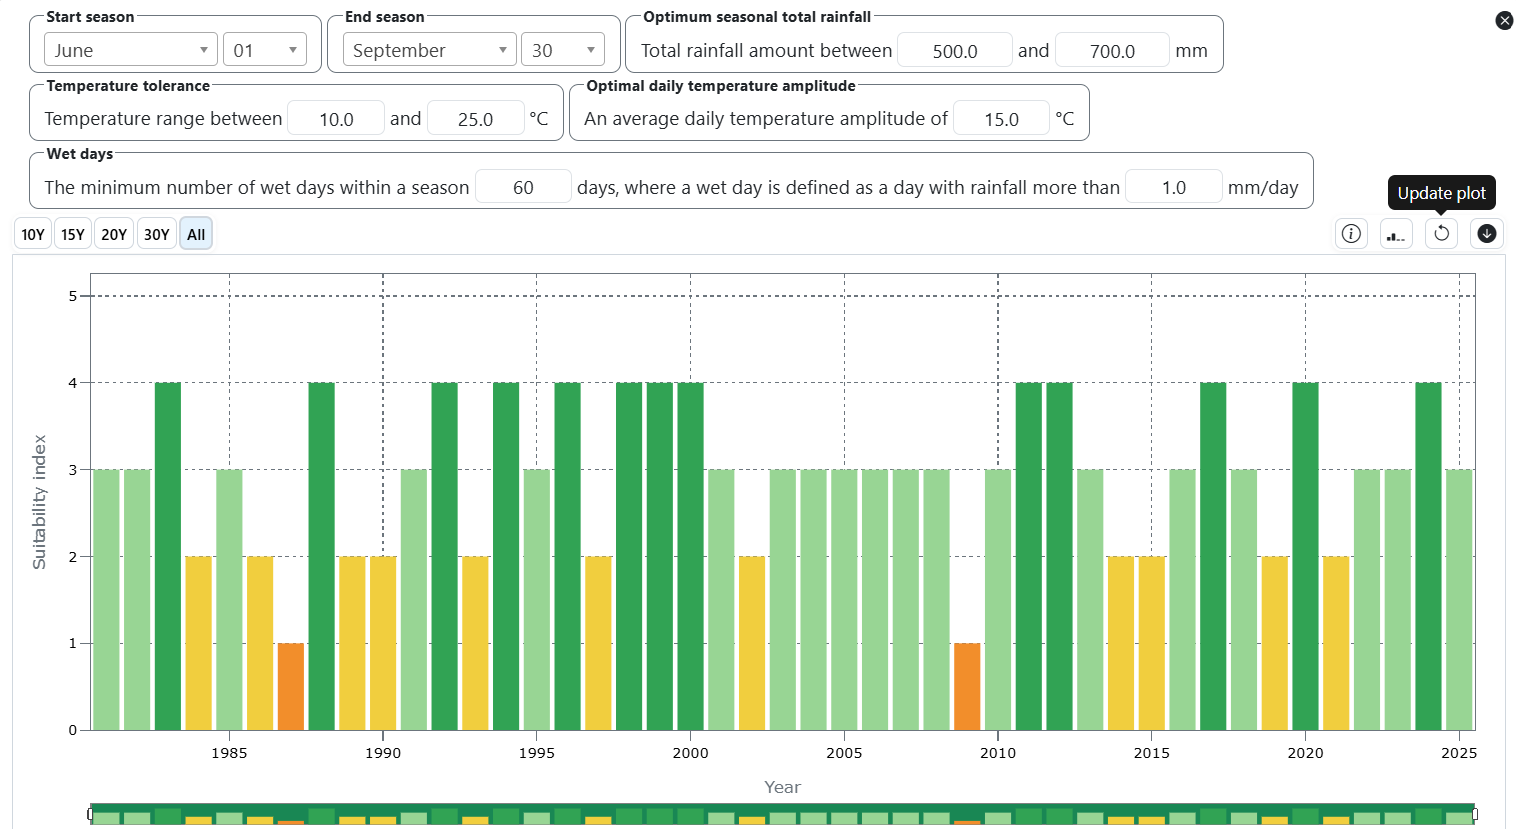 Start season
June 01
End season
September 30
Optimum seasonal total rainfall
Total rainfall amount between 500.0 and 700.0 mm
Temperature tolerance
Temperature range between 10.0 and 25.0 °C
Optimal daily temperature amplitude
An average daily temperature amplitude of 15.0 °C
Wet days
The minimum number of wet days within a season 60 days, where a wet day is defined as a day with rainfall more than 1.0 mm/day
Update plot
10Y 15Y 20Y 30Y All
5
4
3
2
1
0
Suitability index
1985 1990 1995 2000 2005 2010 2015 2020 2025
Year